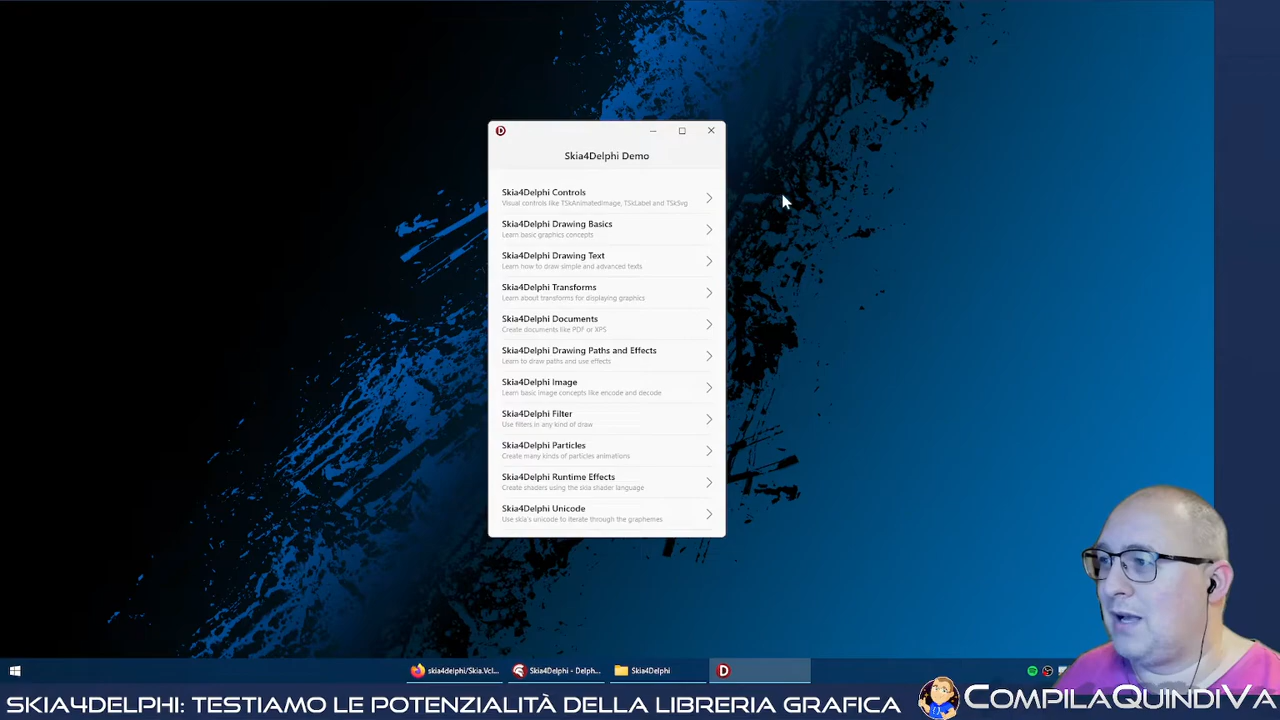 Skia4Delphi Demo
Skia4Delphi Controls
Visual controls like TSkAnimatedImage, TSkLabel and TSkSvg
Skia4Delphi Drawing Basics
Learn basic graphics concepts
Skia4Delphi Drawing Text
Learn how to draw simple and advanced texts
Skia4Delphi Transforms
Learn about transforms for displaying graphics
Skia4Delphi Documents
Create documents like PDF or XPS
Skia4Delphi Drawing Paths and Effects
Learn to draw paths and use effects
Skia4Delphi Image
Learn basic image concepts like encode and decode
Skia4Delphi Filter
Use filters in any kind of draw
Skia4Delphi Particles
Create many kinds of particles animations
Skia4Delphi Runtime Effects
Create shaders using the skia shader language
Skia4Delphi Unicode
Use skia's unicode to iterate through the graphemes
skia4delphi/Skia.Vcl...
Skia4Delphi - Delph...
Skia4Delphi
SKIA4DELPHI: TESTIAMO LE POTENZIALITÀ DELLA LIBRERIA GRAFICA
COMPILAQUINDIVA